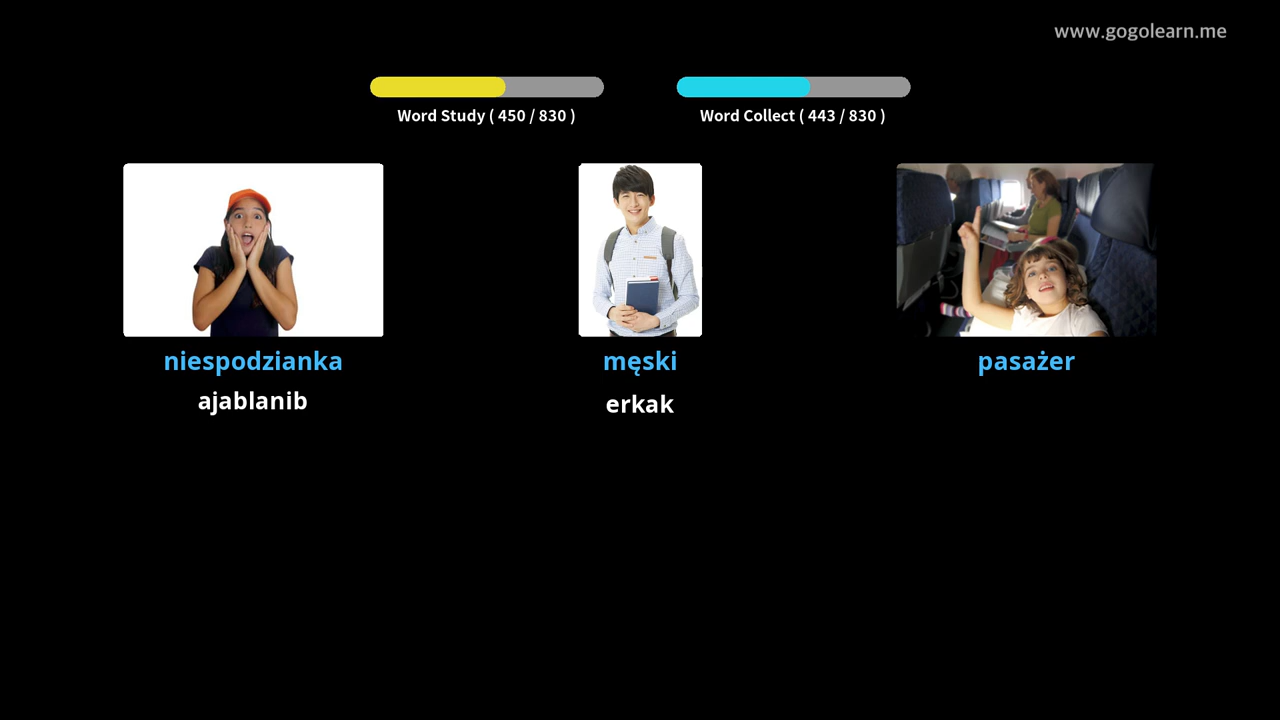 www.gogolearn.me
Word Study ( 450 / 830 )
Word Collect ( 443 / 830 )
niespodzianka
męski
pasażer
ajablanib
erkak